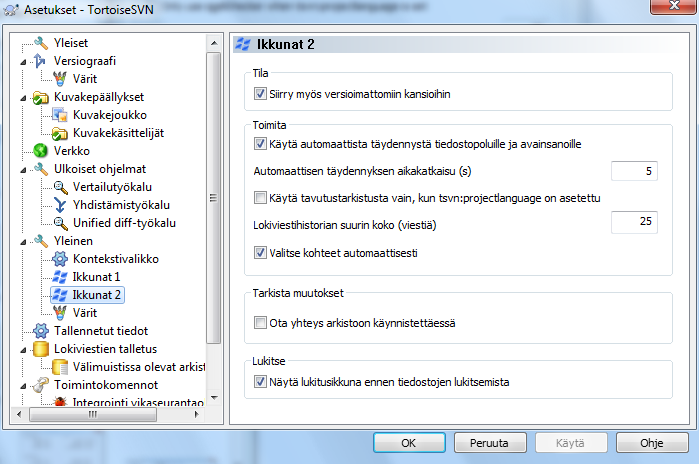 Asetukset - TortoiseSVN
Yleiset
Versiograafi
Värit
Kuvakepäällykset
Kuvakejoukko
Kuvakekäsittelijät
Verkko
Ulkoiset ohjelmat
Vertailutyökalu
Yhdistämistyökalu
Unified diff-työkalu
Yleinen
Kontekstivalikko
Ikkunat 1
Ikkunat 2
Värit
Tallennetut tiedot
Lokiviestien talletus
Välimuistissa olevat arkist
Toimintokomennot
Integrointi vikaseurantao
Ikkunat 2
Tila
Siirry myös versioimattomiin kansioihin
Toimita
Käytä automaattista täydennystä tiedostopoluille ja avainsanoille
Automaattisen täydennyksen aikakatkaisu (s) 5
Käytä tavutustarkistusta vain, kun tsvn:projectlanguage on asetettu
Lokiviestihistorian suurin koko (viestiä) 25
Valitse kohteet automaattisesti
Tarkista muutokset
Ota yhteys arkistoon käynnistettäessä
Lukitse
Näytä lukitusikkuna ennen tiedostojen lukitsemista
OK Peruuta Käytä Ohje